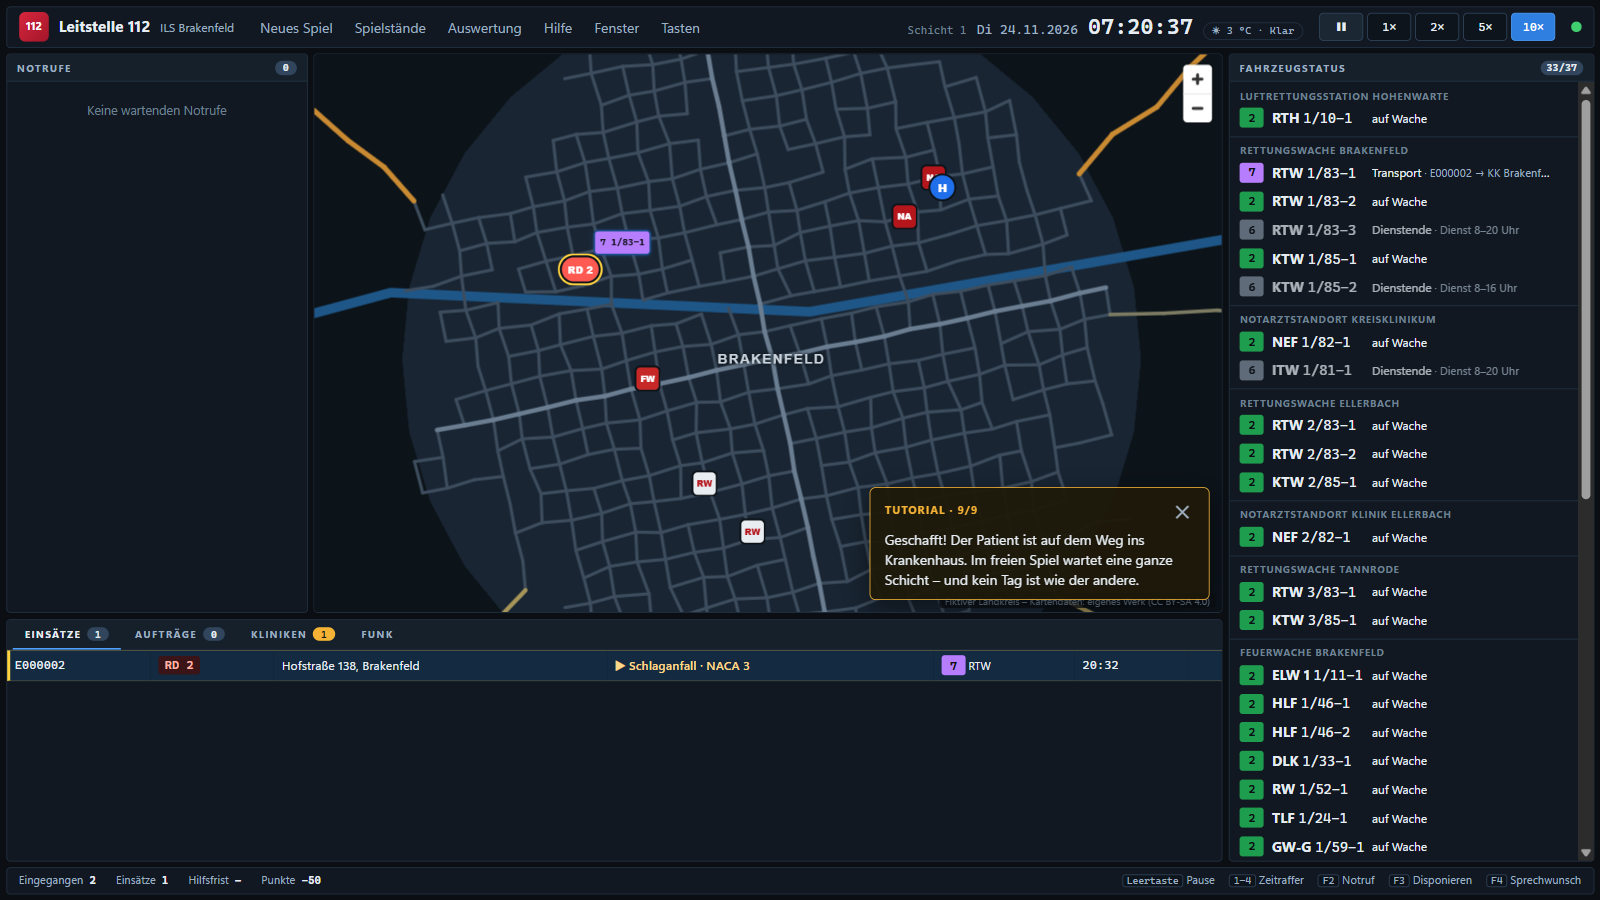 112 Leitstelle 112 ILS Brakenfeld Neues Spiel Spielstände Auswertung Hilfe Fenster Tasten Schicht 1 Di 24.11.2026 07:20:37 ☀ 3 °C · Klar 1× 2× 5× 10×
NOTRUFE 0
Keine wartenden Notrufe
+
−
H
NA
7 1/83–1
RD 2
BRAKENFELD
FW
RW
RW
TUTORIAL · 9/9
Geschafft! Der Patient ist auf dem Weg ins
Krankenhaus. Im freien Spiel wartet eine ganze
Schicht – und kein Tag ist wie der andere.
Fiktiver Landkreis – Kartendaten: eigenes Werk (CC BY-SA 4.0)
FAHRZEUGSTATUS 33/37
LUFTRETTUNGSSTATION HOHENWARTE
2 RTH 1/10–1 auf Wache
RETTUNGSWACHE BRAKENFELD
7 RTW 1/83–1 Transport · E000002 → KK Brakenf...
2 RTW 1/83–2 auf Wache
6 RTW 1/83–3 Dienstende · Dienst 8–20 Uhr
2 KTW 1/85–1 auf Wache
6 KTW 1/85–2 Dienstende · Dienst 8–16 Uhr
NOTARZTSTANDORT KREISKLINIKUM
2 NEF 1/82–1 auf Wache
6 ITW 1/81–1 Dienstende · Dienst 8–20 Uhr
RETTUNGSWACHE ELLERBACH
2 RTW 2/83–1 auf Wache
2 RTW 2/83–2 auf Wache
2 KTW 2/85–1 auf Wache
NOTARZTSTANDORT KLINIK ELLERBACH
2 NEF 2/82–1 auf Wache
RETTUNGSWACHE TANNRODE
2 RTW 3/83–1 auf Wache
2 KTW 3/85–1 auf Wache
FEUERWACHE BRAKENFELD
2 ELW 1 1/11–1 auf Wache
2 HLF 1/46–1 auf Wache
2 HLF 1/46–2 auf Wache
2 DLK 1/33–1 auf Wache
2 RW 1/52–1 auf Wache
2 TLF 1/24–1 auf Wache
2 GW-G 1/59–1 auf Wache
EINSÄTZE 1 AUFTRÄGE 0 KLINIKEN 1 FUNK
E000002 RD 2 Hofstraße 138, Brakenfeld ▶ Schlaganfall · NACA 3 7 RTW 20:32
Eingegangen 2 Einsätze 1 Hilfsfrist – Punkte −50
Leertaste Pause 1–4 Zeitraffer F2 Notruf F3 Disponieren F4 Sprechwunsch